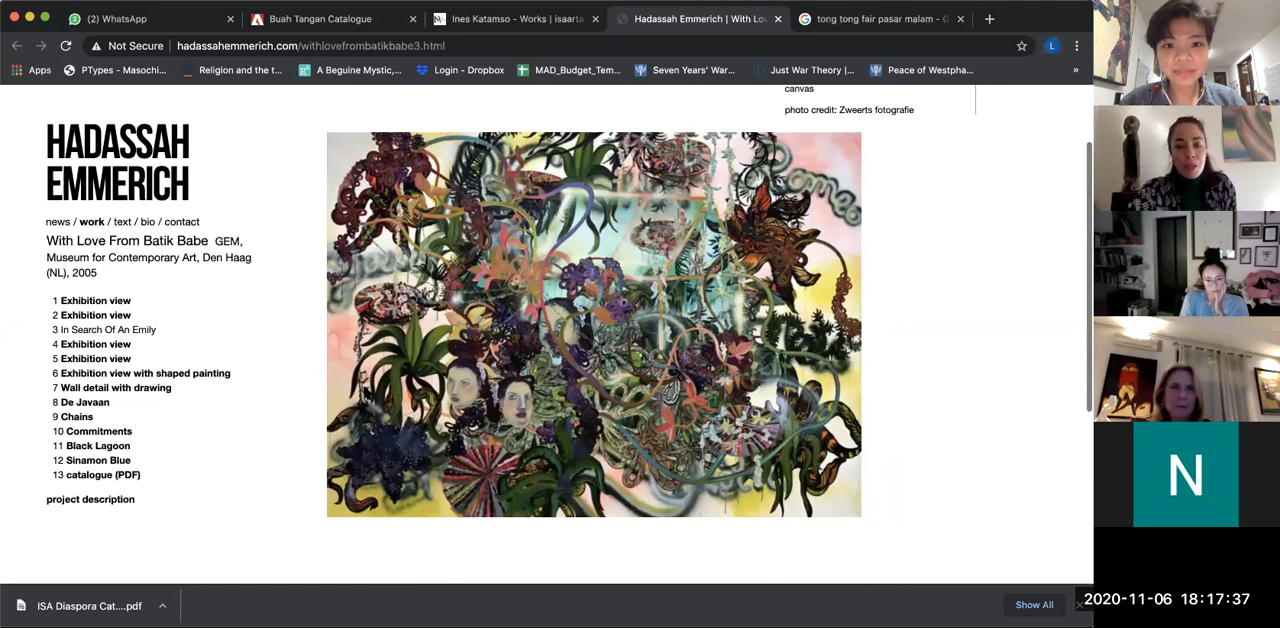 (2) WhatsApp
Buah Tangan Catalogue
Ines Katamso - Works | isaarta
Hadassah Emmerich | With Lov
tong tong fair pasar malam - G
Not Secure
hadassahemmerich.com/withlovefrombatikbabe3.html
L
Apps
PTypes - Masochi...
Religion and the t...
A Beguine Mystic,...
Login - Dropbox
MAD_Budget_Tem...
Seven Years' War...
Just War Theory |...
Peace of Westpha...
»
canvas
photo credit: Zweerts fotografie
HADASSAH
EMMERICH
news / work / text / bio / contact
With Love From Batik Babe GEM,
Museum for Contemporary Art, Den Haag
(NL), 2005
1 Exhibition view
2 Exhibition view
3 In Search Of An Emily
4 Exhibition view
5 Exhibition view
6 Exhibition view with shaped painting
7 Wall detail with drawing
8 De Javaan
9 Chains
10 Commitments
11 Black Lagoon
12 Sinamon Blue
13 catalogue (PDF)
project description
N
ISA Diaspora Cat....pdf
Show All
2020-11-06 18:17:37